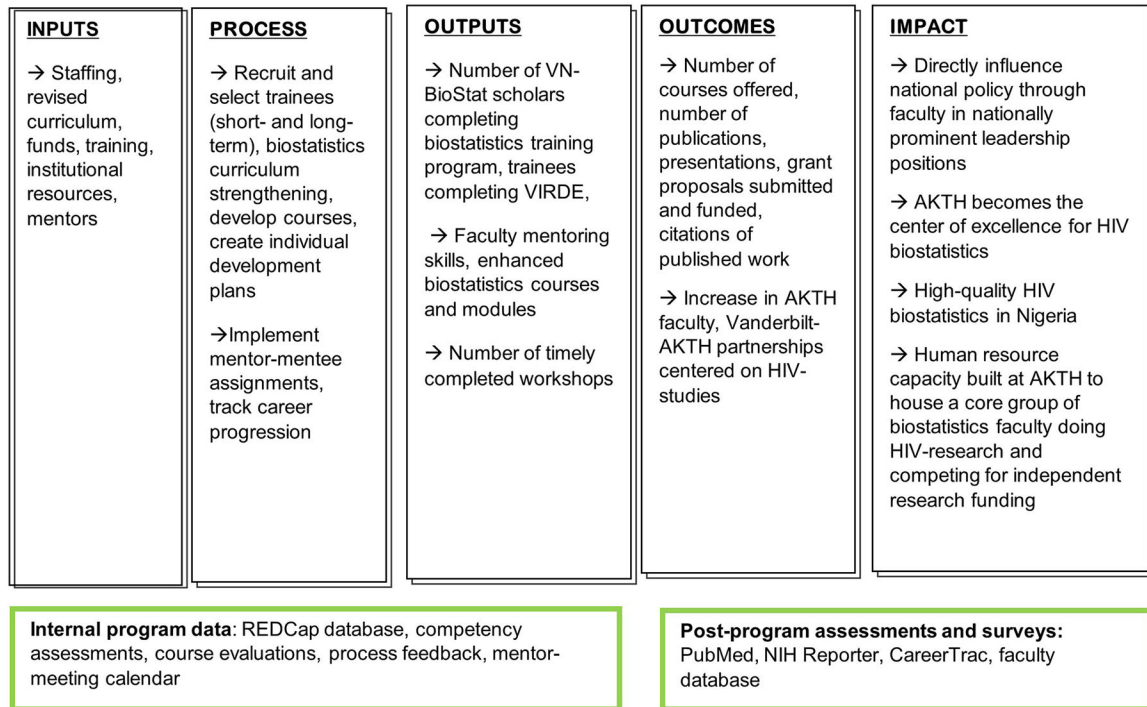 INPUTS
→ Staffing,
revised
curriculum,
funds, training,
institutional
resources,
mentors
PROCESS
→ Recruit and
select trainees
(short- and long-
term), biostatistics
curriculum
strengthening,
develop courses,
create individual
development
plans
→Implement
mentor-mentee
assignments,
track career
progression
OUTPUTS
→ Number of VN-
BioStat scholars
completing
biostatistics training
program, trainees
completing VIRDE,
→ Faculty mentoring
skills, enhanced
biostatistics courses
and modules
→ Number of timely
completed workshops
OUTCOMES
→ Number of
courses offered,
number of
publications,
presentations, grant
proposals submitted
and funded,
citations of
published work
→ Increase in AKTH
faculty, Vanderbilt-
AKTH partnerships
centered on HIV-
studies
IMPACT
→ Directly influence
national policy through
faculty in nationally
prominent leadership
positions
→ AKTH becomes the
center of excellence for HIV
biostatistics
→ High-quality HIV
biostatistics in Nigeria
→ Human resource
capacity built at AKTH to
house a core group of
biostatistics faculty doing
HIV-research and
competing for independent
research funding
Internal program data: REDCap database, competency
assessments, course evaluations, process feedback, mentor-
meeting calendar
Post-program assessments and surveys:
PubMed, NIH Reporter, CareerTrac, faculty
database